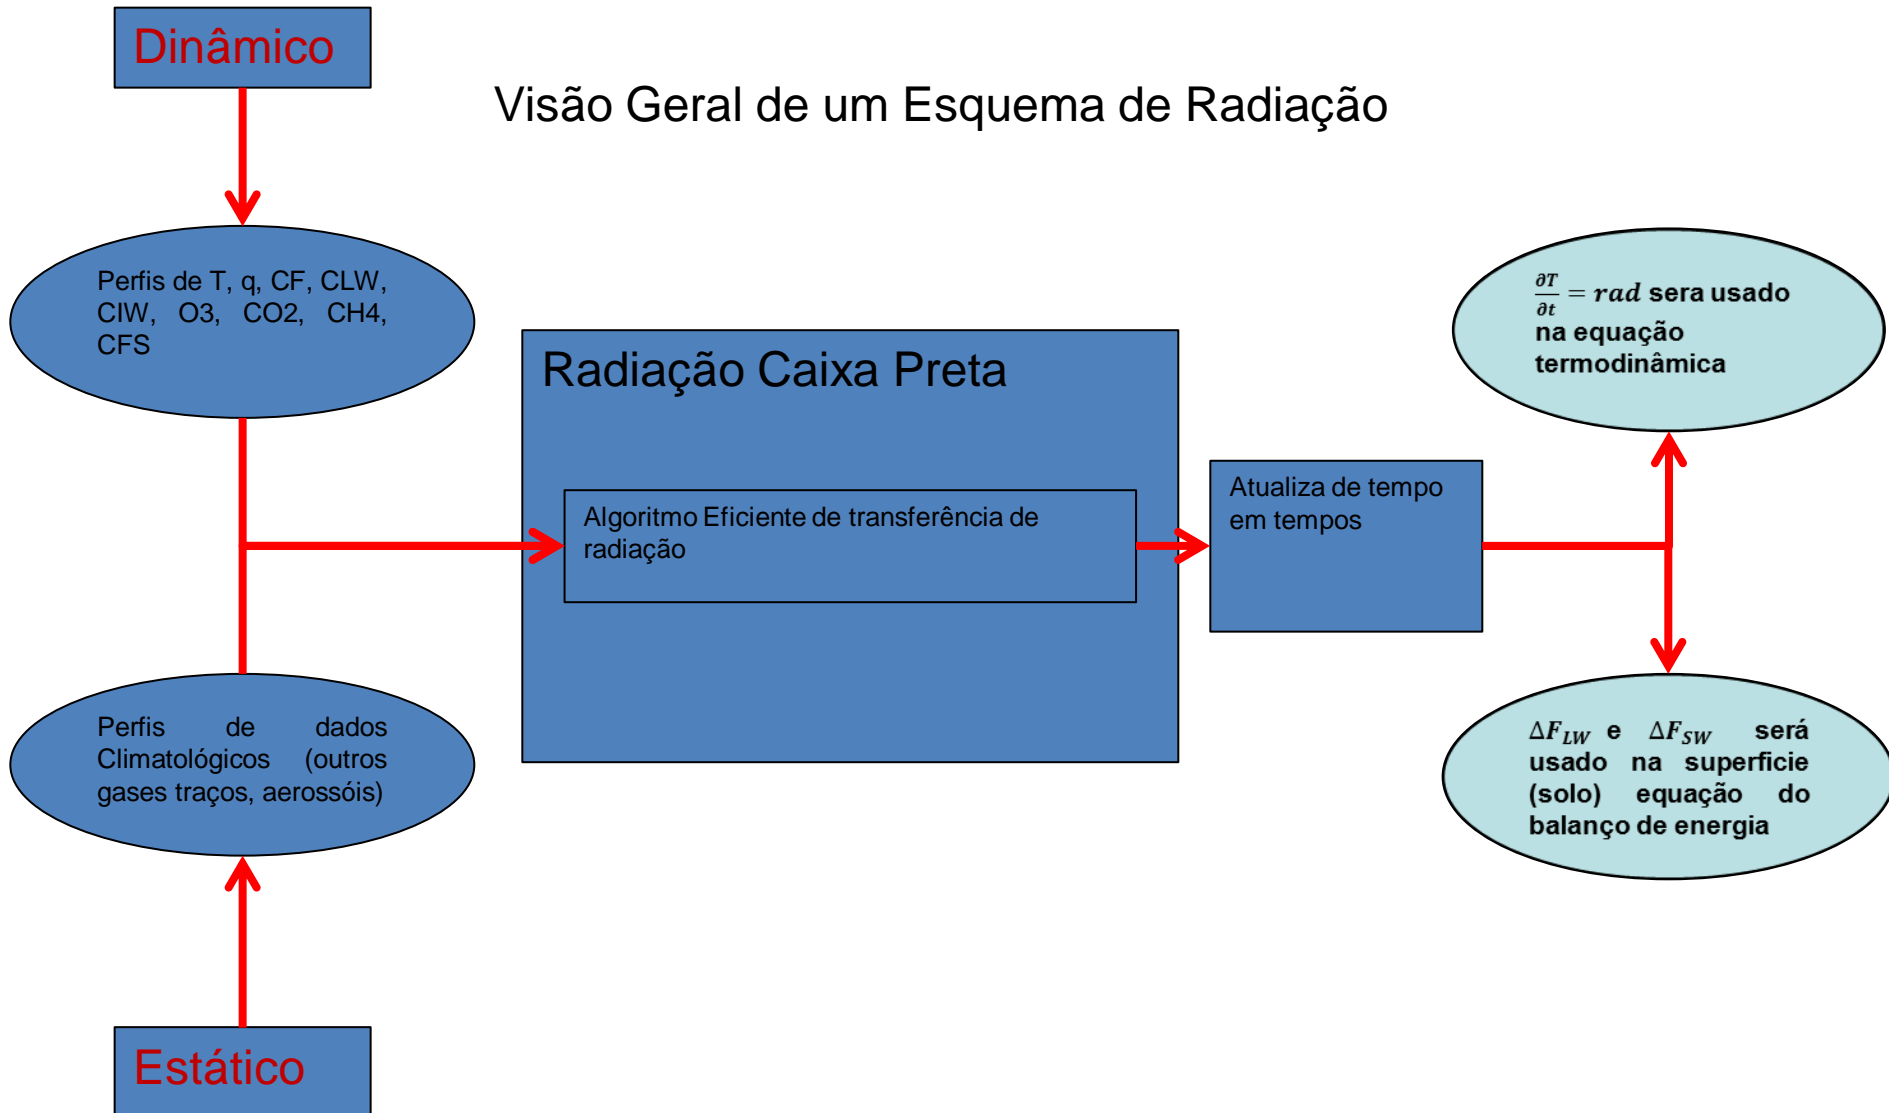 Dinâmico
Visão Geral de um Esquema de Radiação
Perfis de T, q, CF, CLW,
CIW, O3, CO2, CH4,
CFS
Radiação Caixa Preta
Algoritmo Eficiente de transferência de
radiação
Atualiza de tempo
em tempos
∂T/∂t = rad sera usado
na equação
termodinâmica
Perfis de dados
Climatológicos (outros
gases traços, aerossóis)
ΔF_LW e ΔF_SW será
usado na superficie
(solo) equação do
balanço de energia
Estático